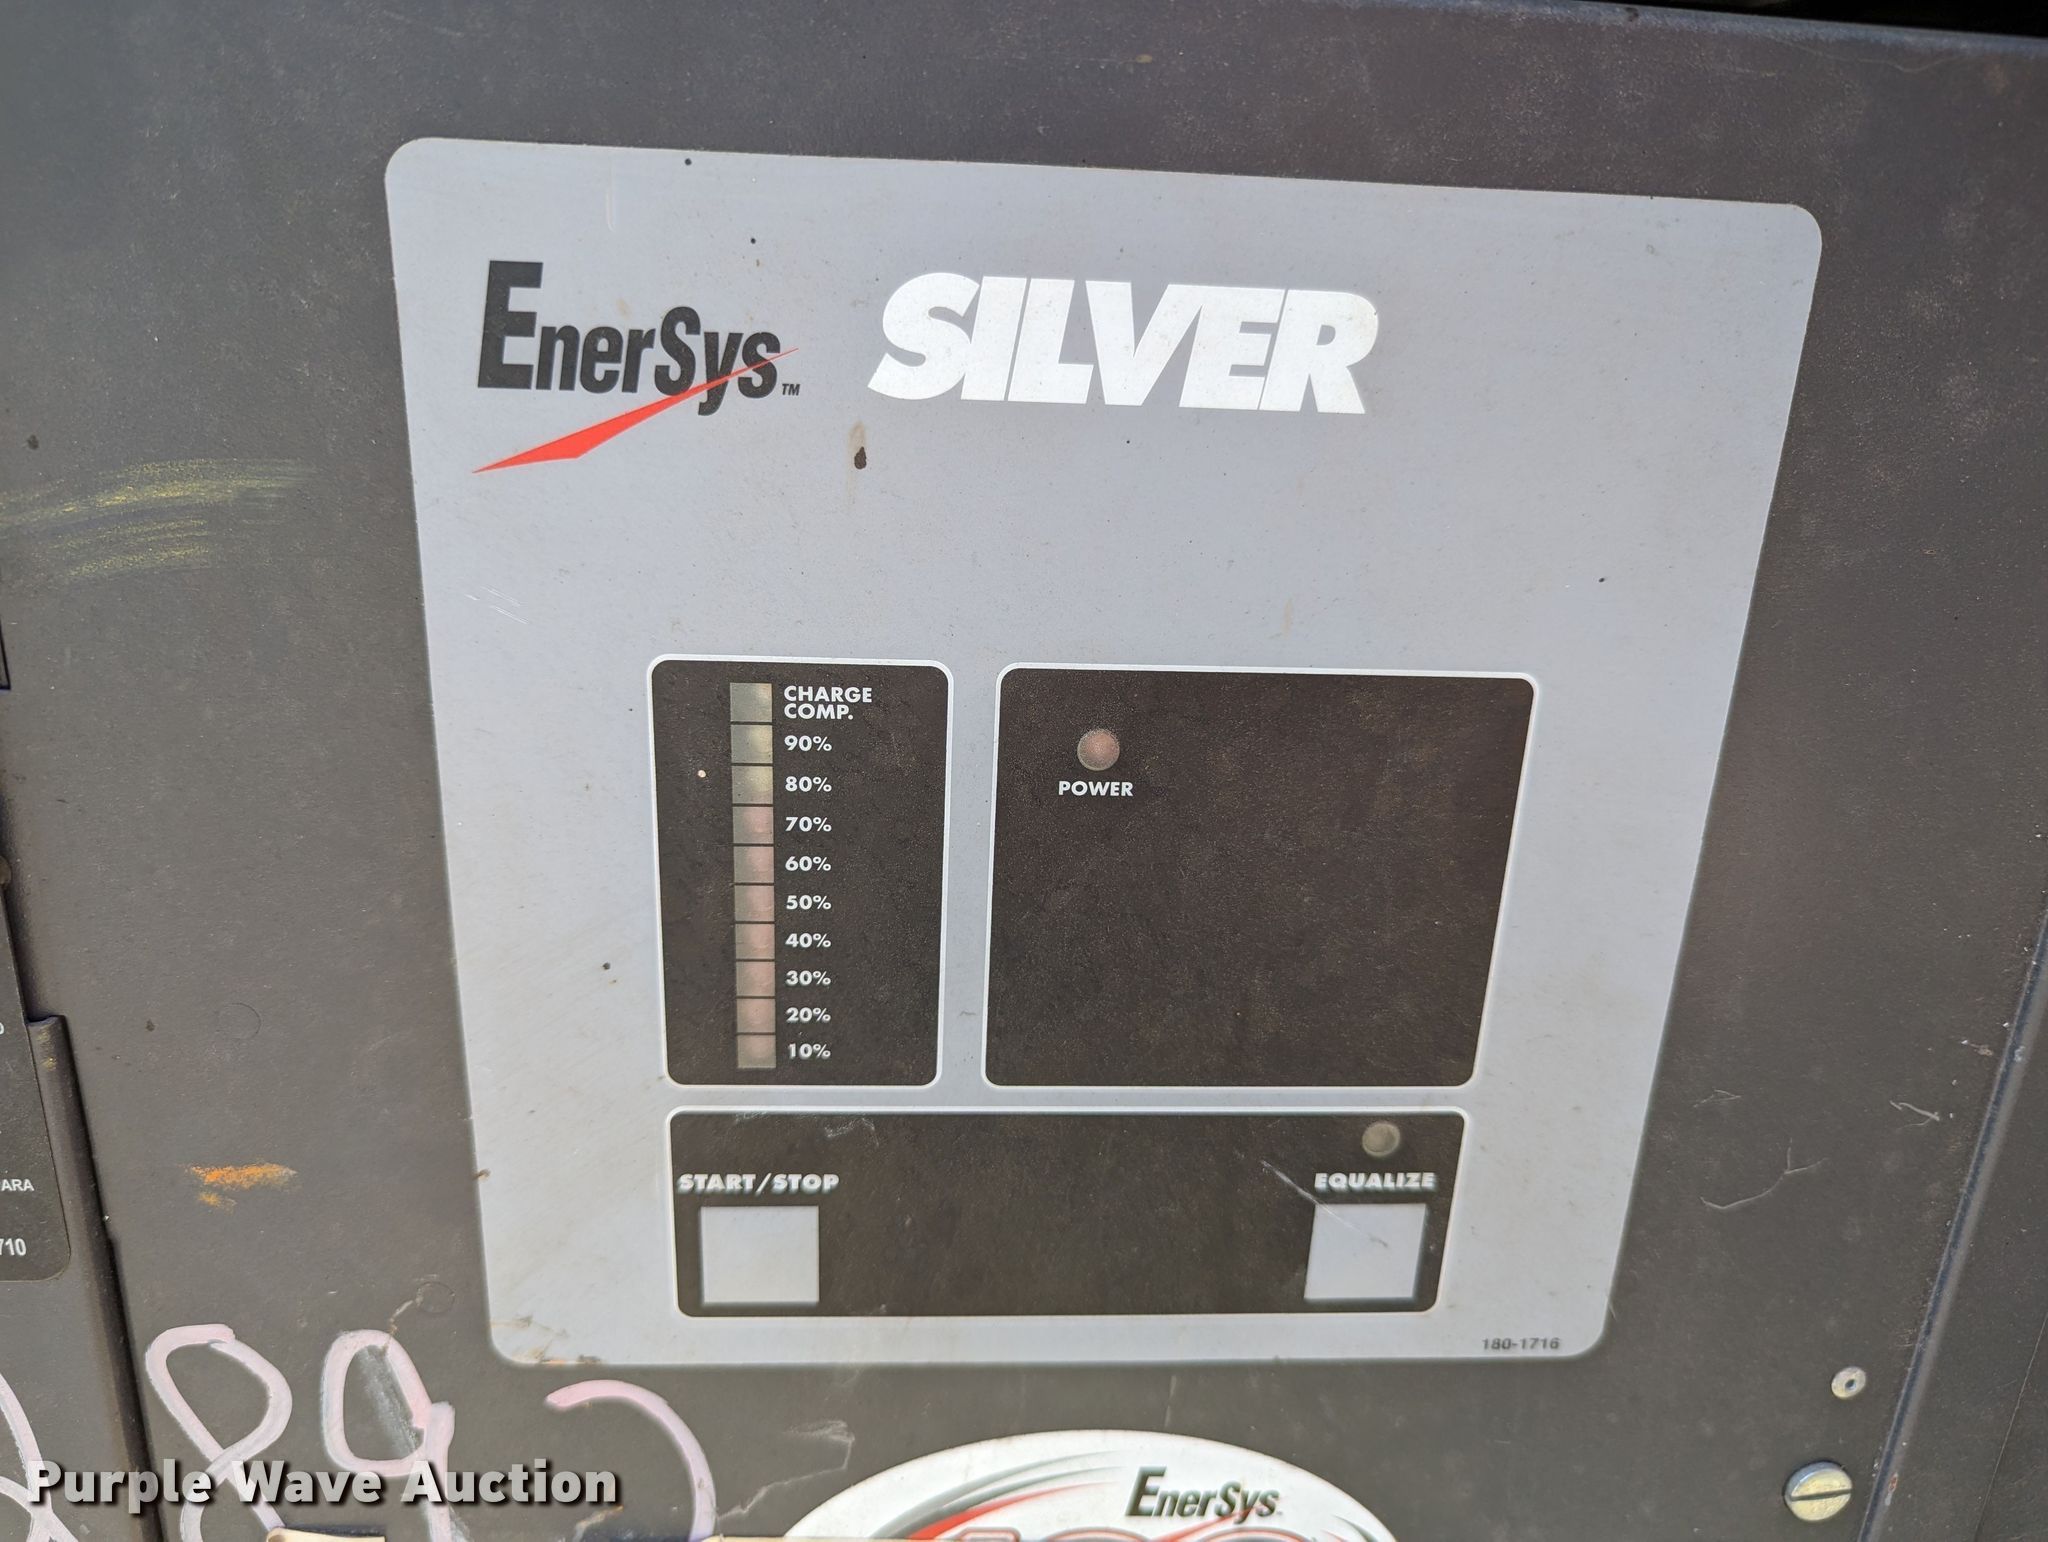 EnerSys™ SILVER
CHARGE
COMP.
90%
80%
70%
60%
50%
40%
30%
20%
10%
POWER
START/STOP
EQUALIZE
180-1716
ARA
710
Purple Wave Auction
EnerSys